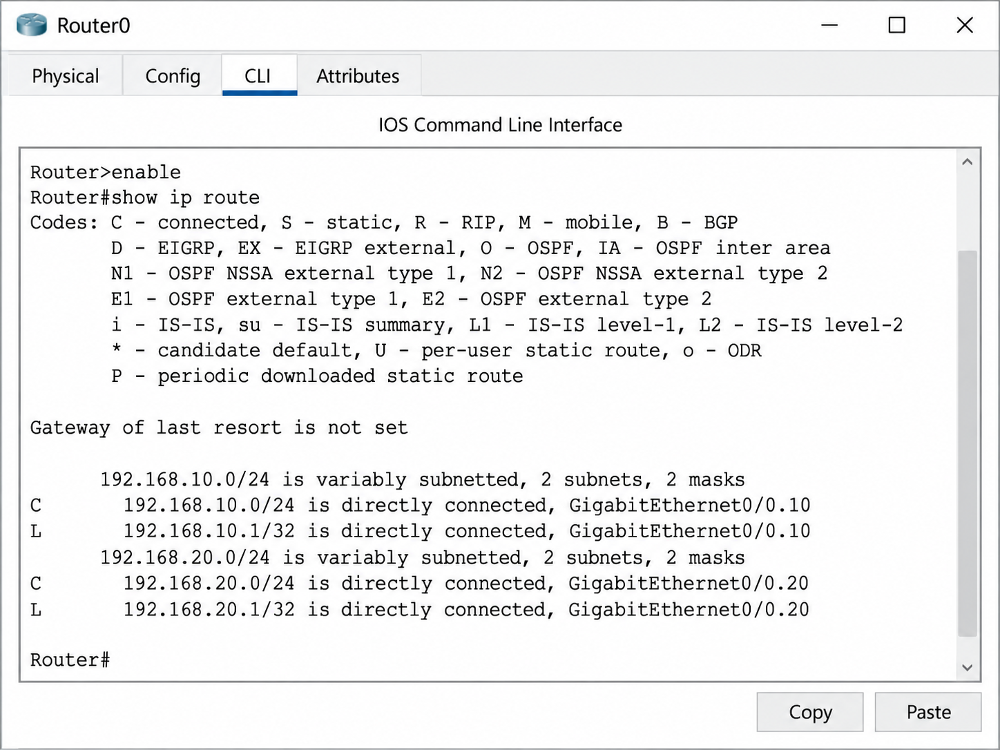 Router0
Physical Config CLI Attributes
IOS Command Line Interface
Router>enable
Router#show ip route
Codes: C - connected, S - static, R - RIP, M - mobile, B - BGP
D - EIGRP, EX - EIGRP external, O - OSPF, IA - OSPF inter area
N1 - OSPF NSSA external type 1, N2 - OSPF NSSA external type 2
E1 - OSPF external type 1, E2 - OSPF external type 2
i - IS-IS, su - IS-IS summary, L1 - IS-IS level-1, L2 - IS-IS level-2
* - candidate default, U - per-user static route, o - ODR
P - periodic downloaded static route
Gateway of last resort is not set
192.168.10.0/24 is variably subnetted, 2 subnets, 2 masks
C 192.168.10.0/24 is directly connected, GigabitEthernet0/0.10
L 192.168.10.1/32 is directly connected, GigabitEthernet0/0.10
192.168.20.0/24 is variably subnetted, 2 subnets, 2 masks
C 192.168.20.0/24 is directly connected, GigabitEthernet0/0.20
L 192.168.20.1/32 is directly connected, GigabitEthernet0/0.20
Router#
Copy Paste